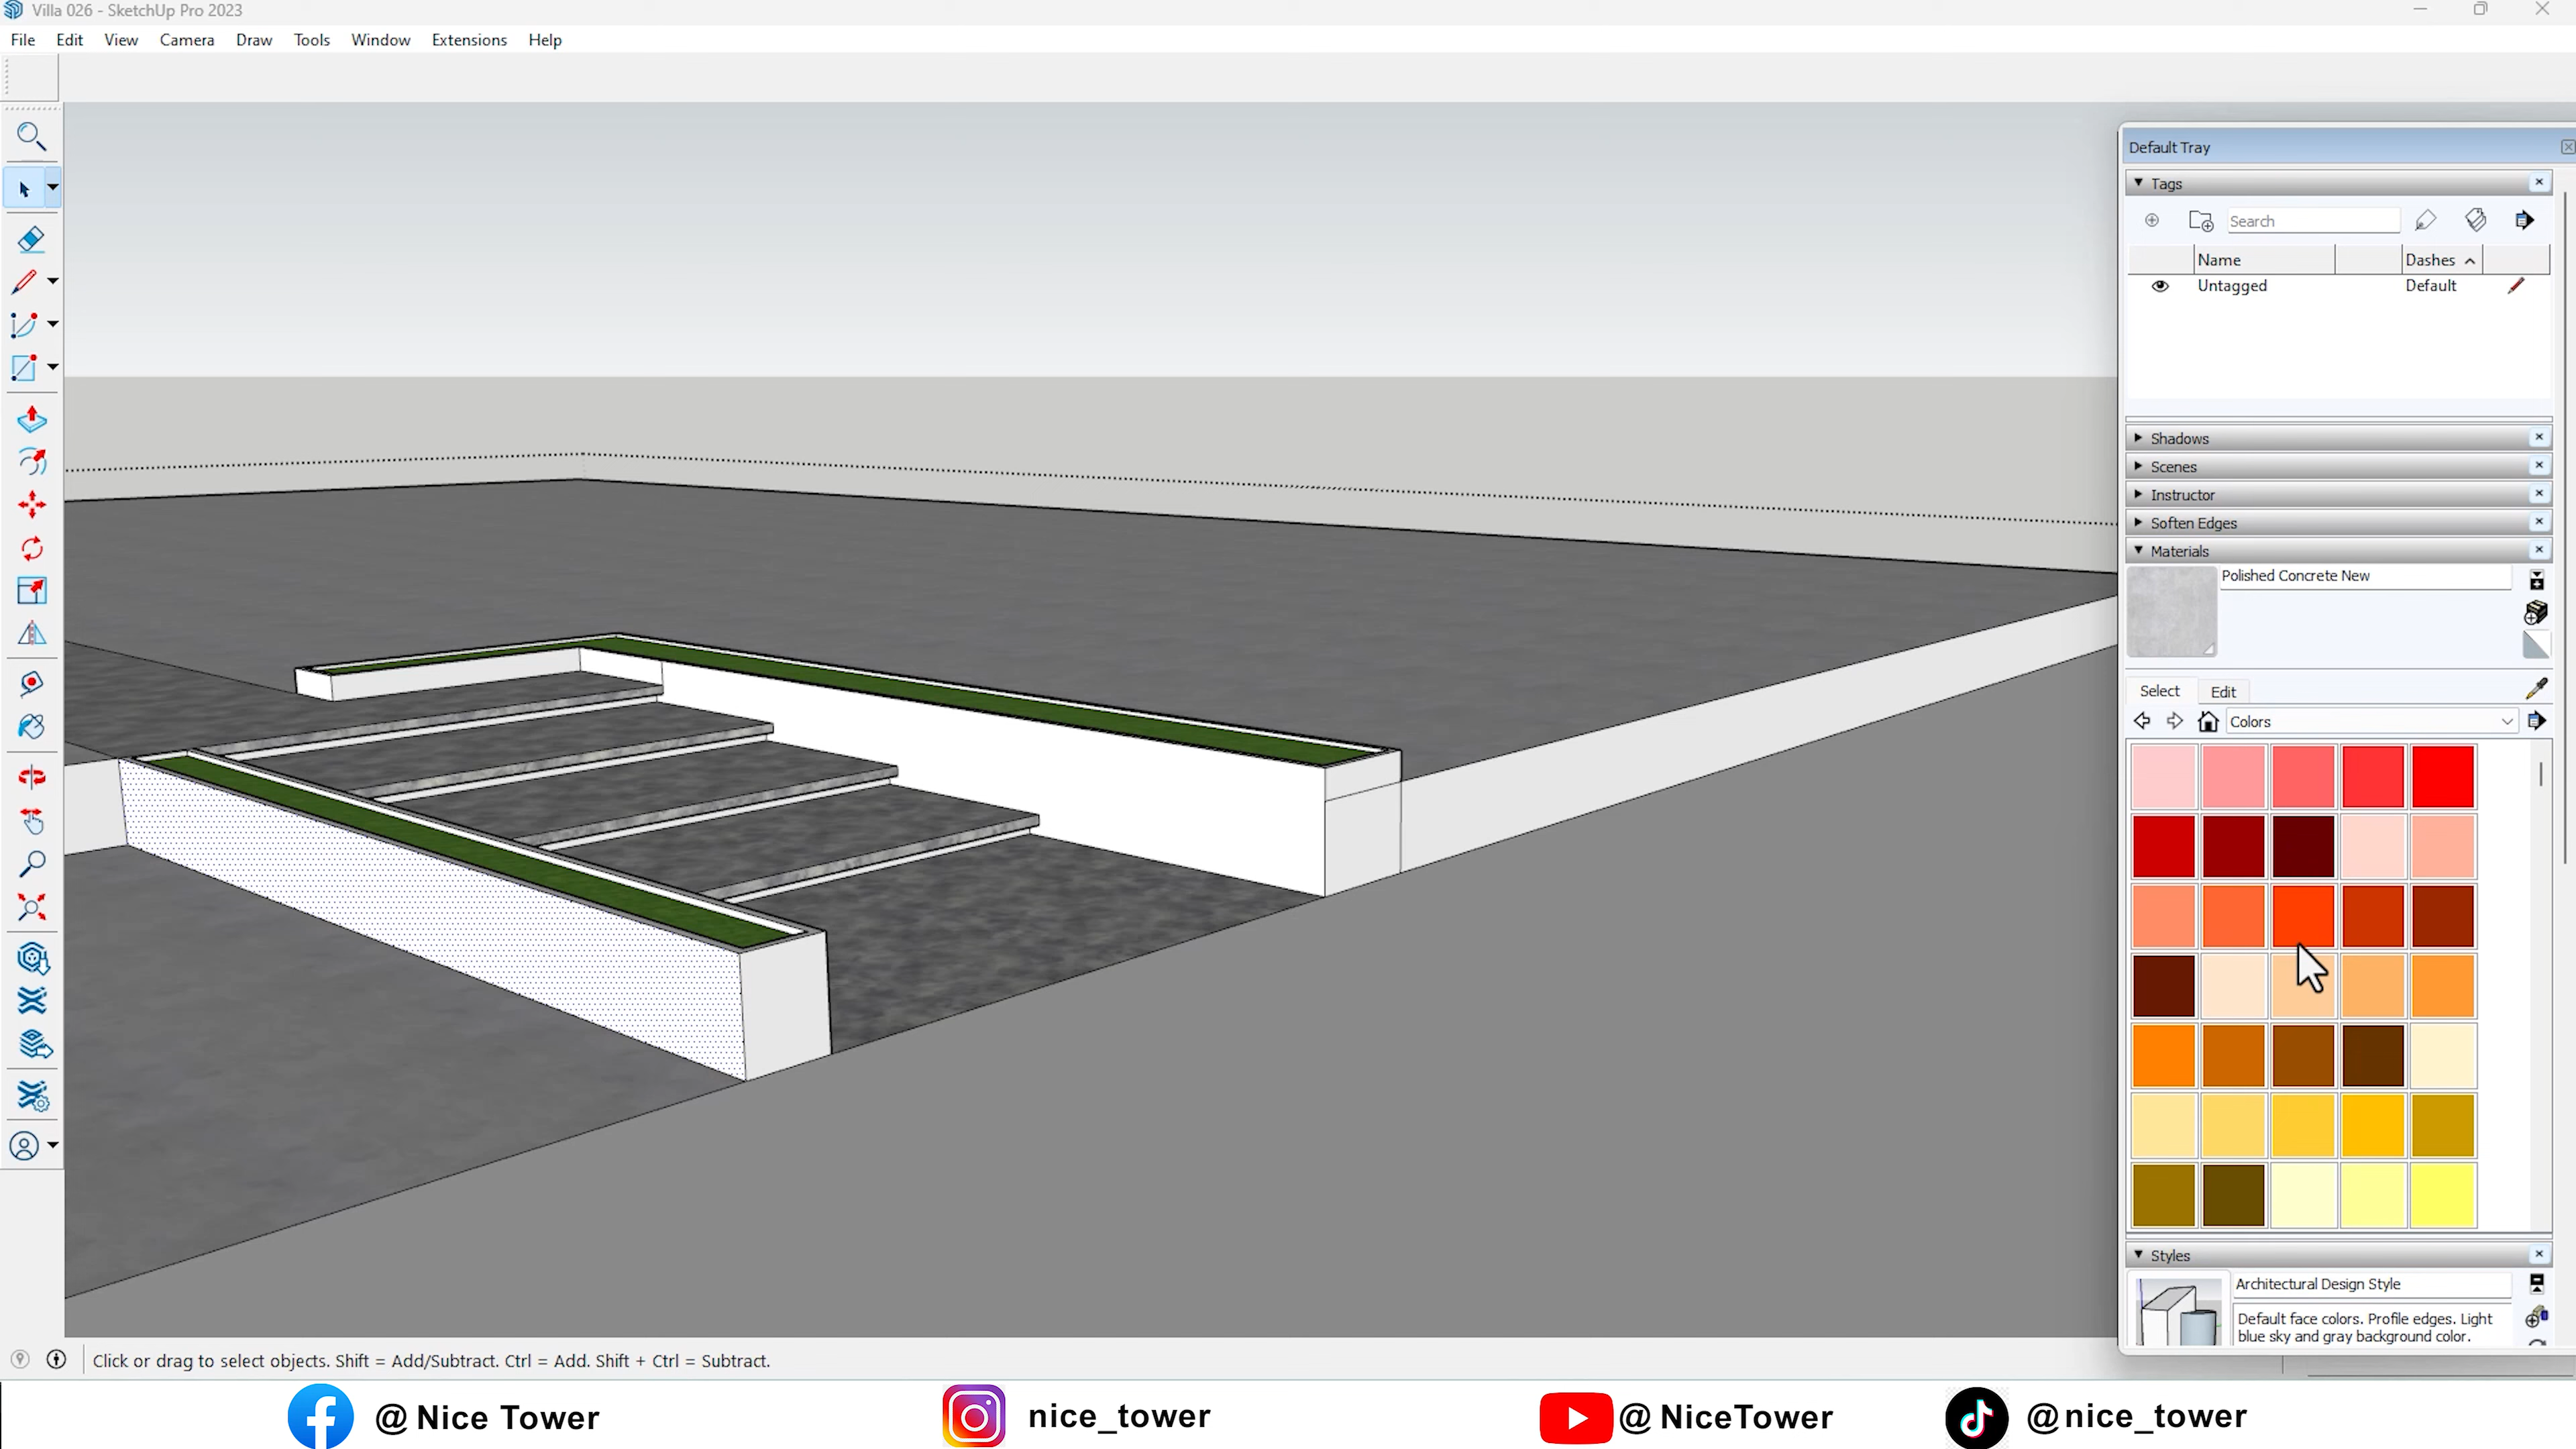 Villa 026 - SketchUp Pro 2023
File Edit View Camera Draw Tools Window Extensions Help
Default Tray
Tags
Search
Name Dashes
Untagged Default
Shadows
Scenes
Instructor
Soften Edges
Materials
Polished Concrete New
Select Edit
Colors
Styles
Architectural Design Style
Default face colors. Profile edges. Light
blue sky and gray background color.
Click or drag to select objects. Shift = Add/Subtract. Ctrl = Add. Shift + Ctrl = Subtract.
@ Nice Tower nice_tower @ NiceTower @nice_tower